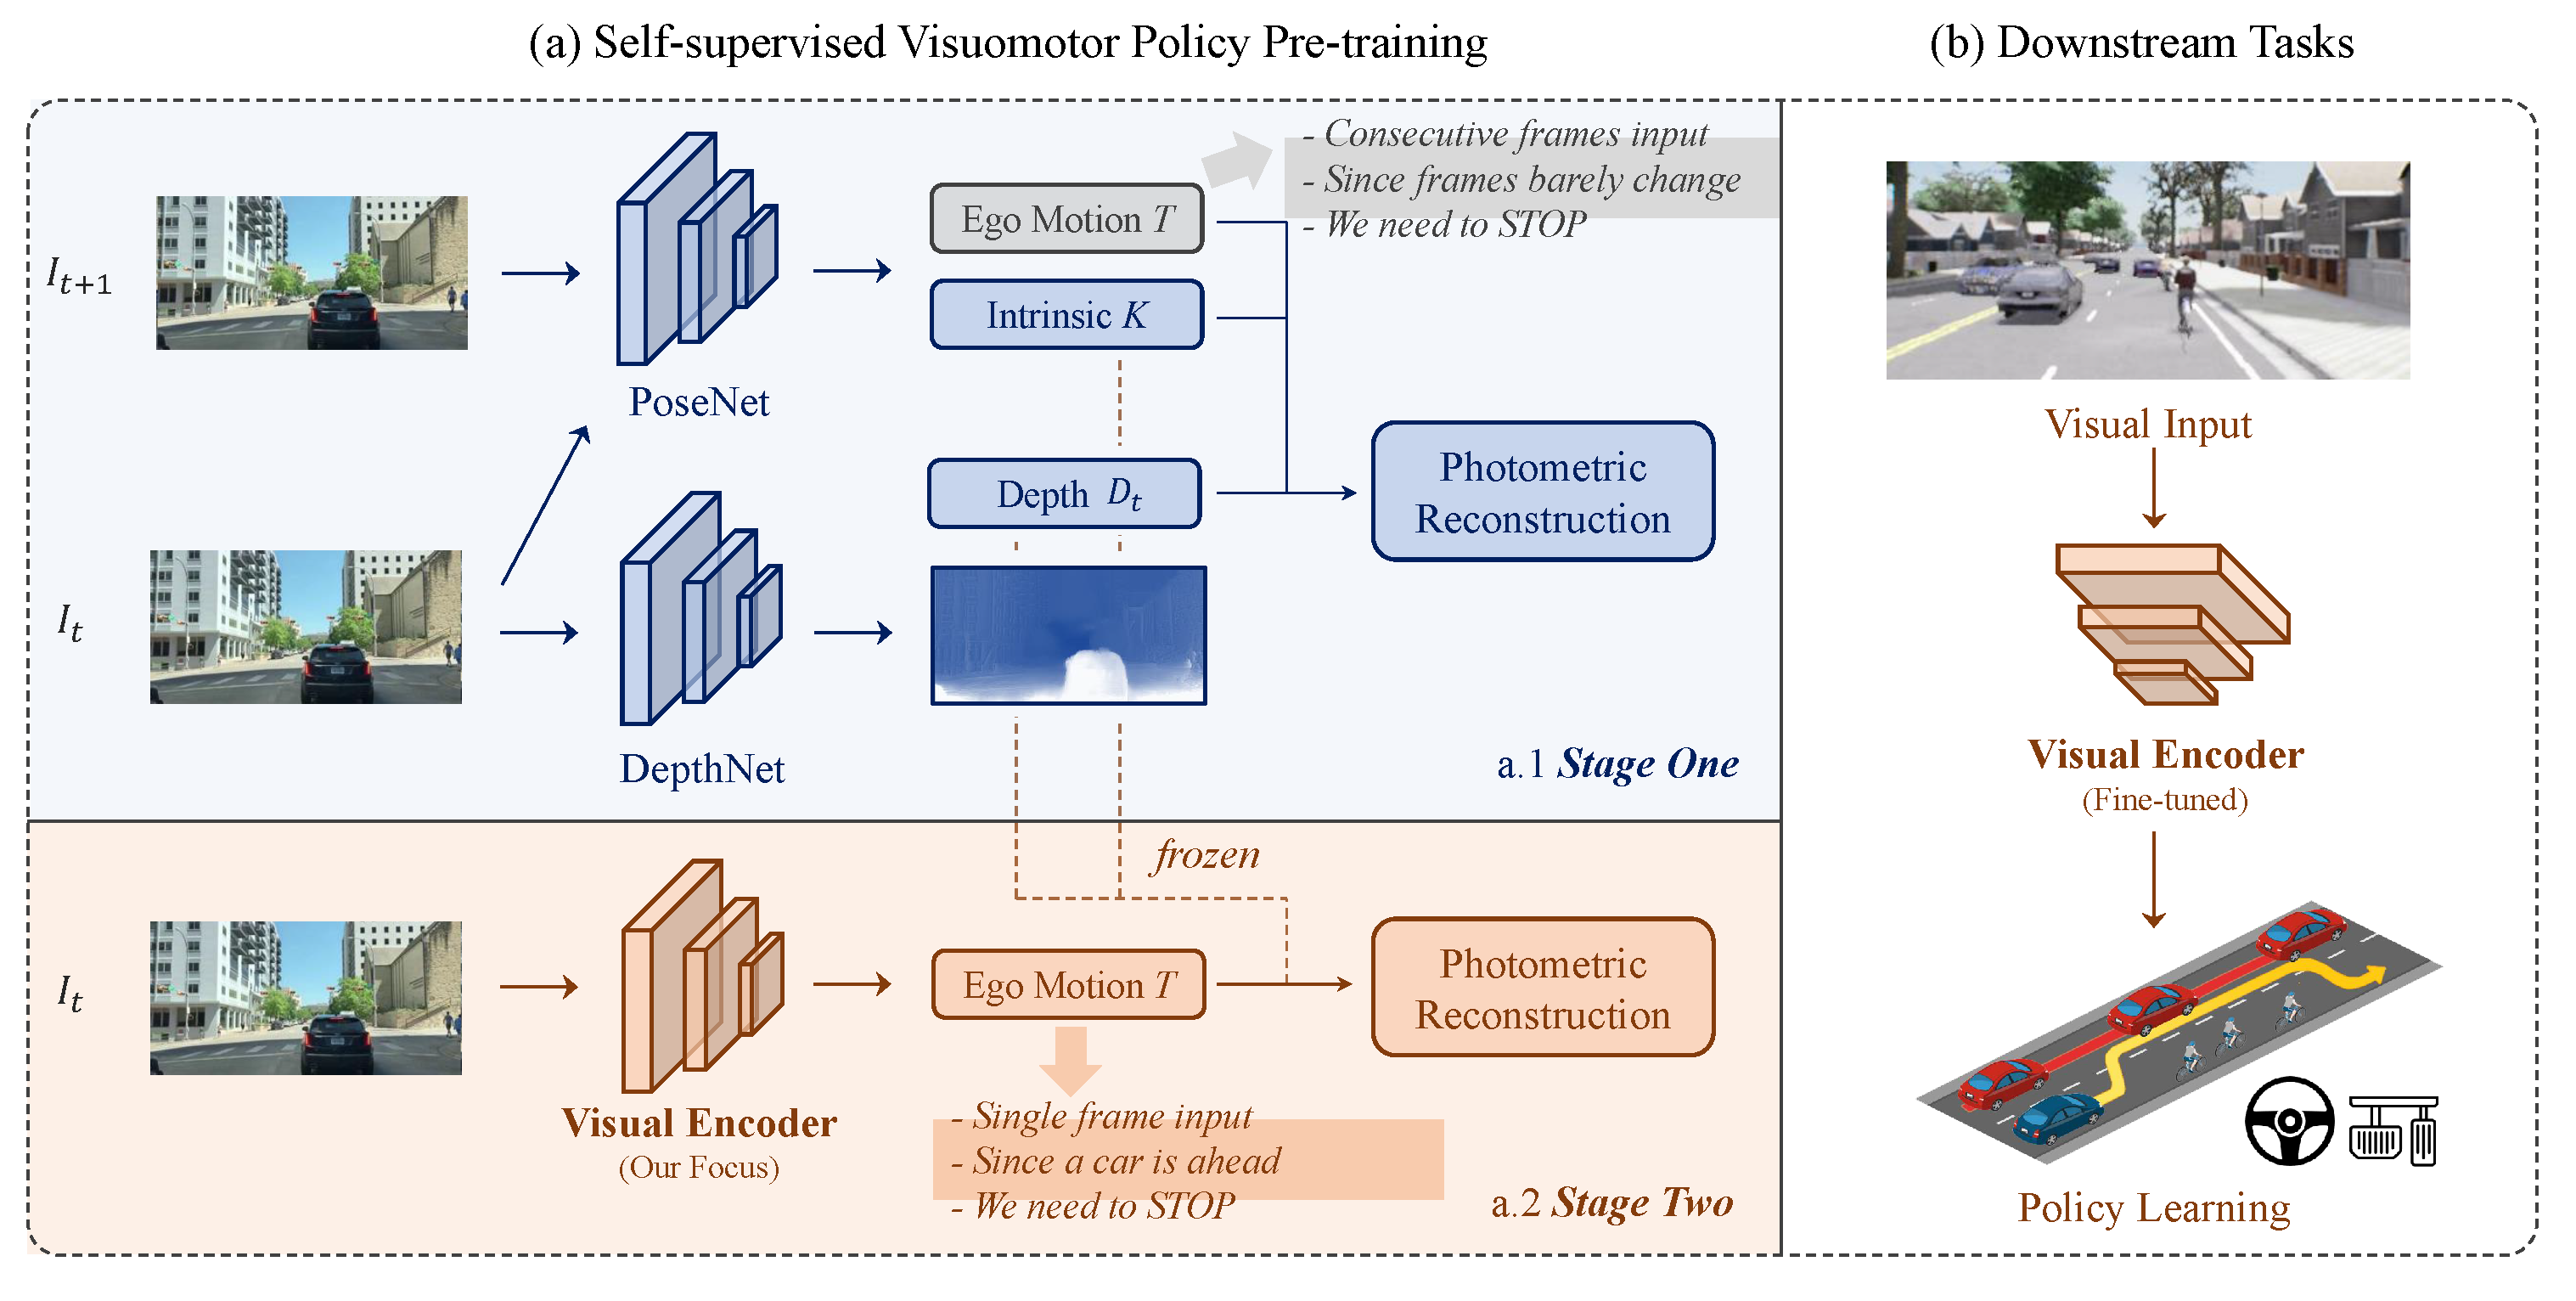 (a) Self-supervised Visuomotor Policy Pre-training
(b) Downstream Tasks
- Consecutive frames input
- Since frames barely change
- We need to STOP
I_{t+1}
PoseNet
Ego Motion T
Intrinsic K
I_t
DepthNet
Depth D_t
Photometric
Reconstruction
a.1 Stage One
frozen
I_t
Visual Encoder
(Our Focus)
Ego Motion T
Photometric
Reconstruction
- Single frame input
- Since a car is ahead
- We need to STOP
a.2 Stage Two
Visual Input
Visual Encoder
(Fine-tuned)
Policy Learning